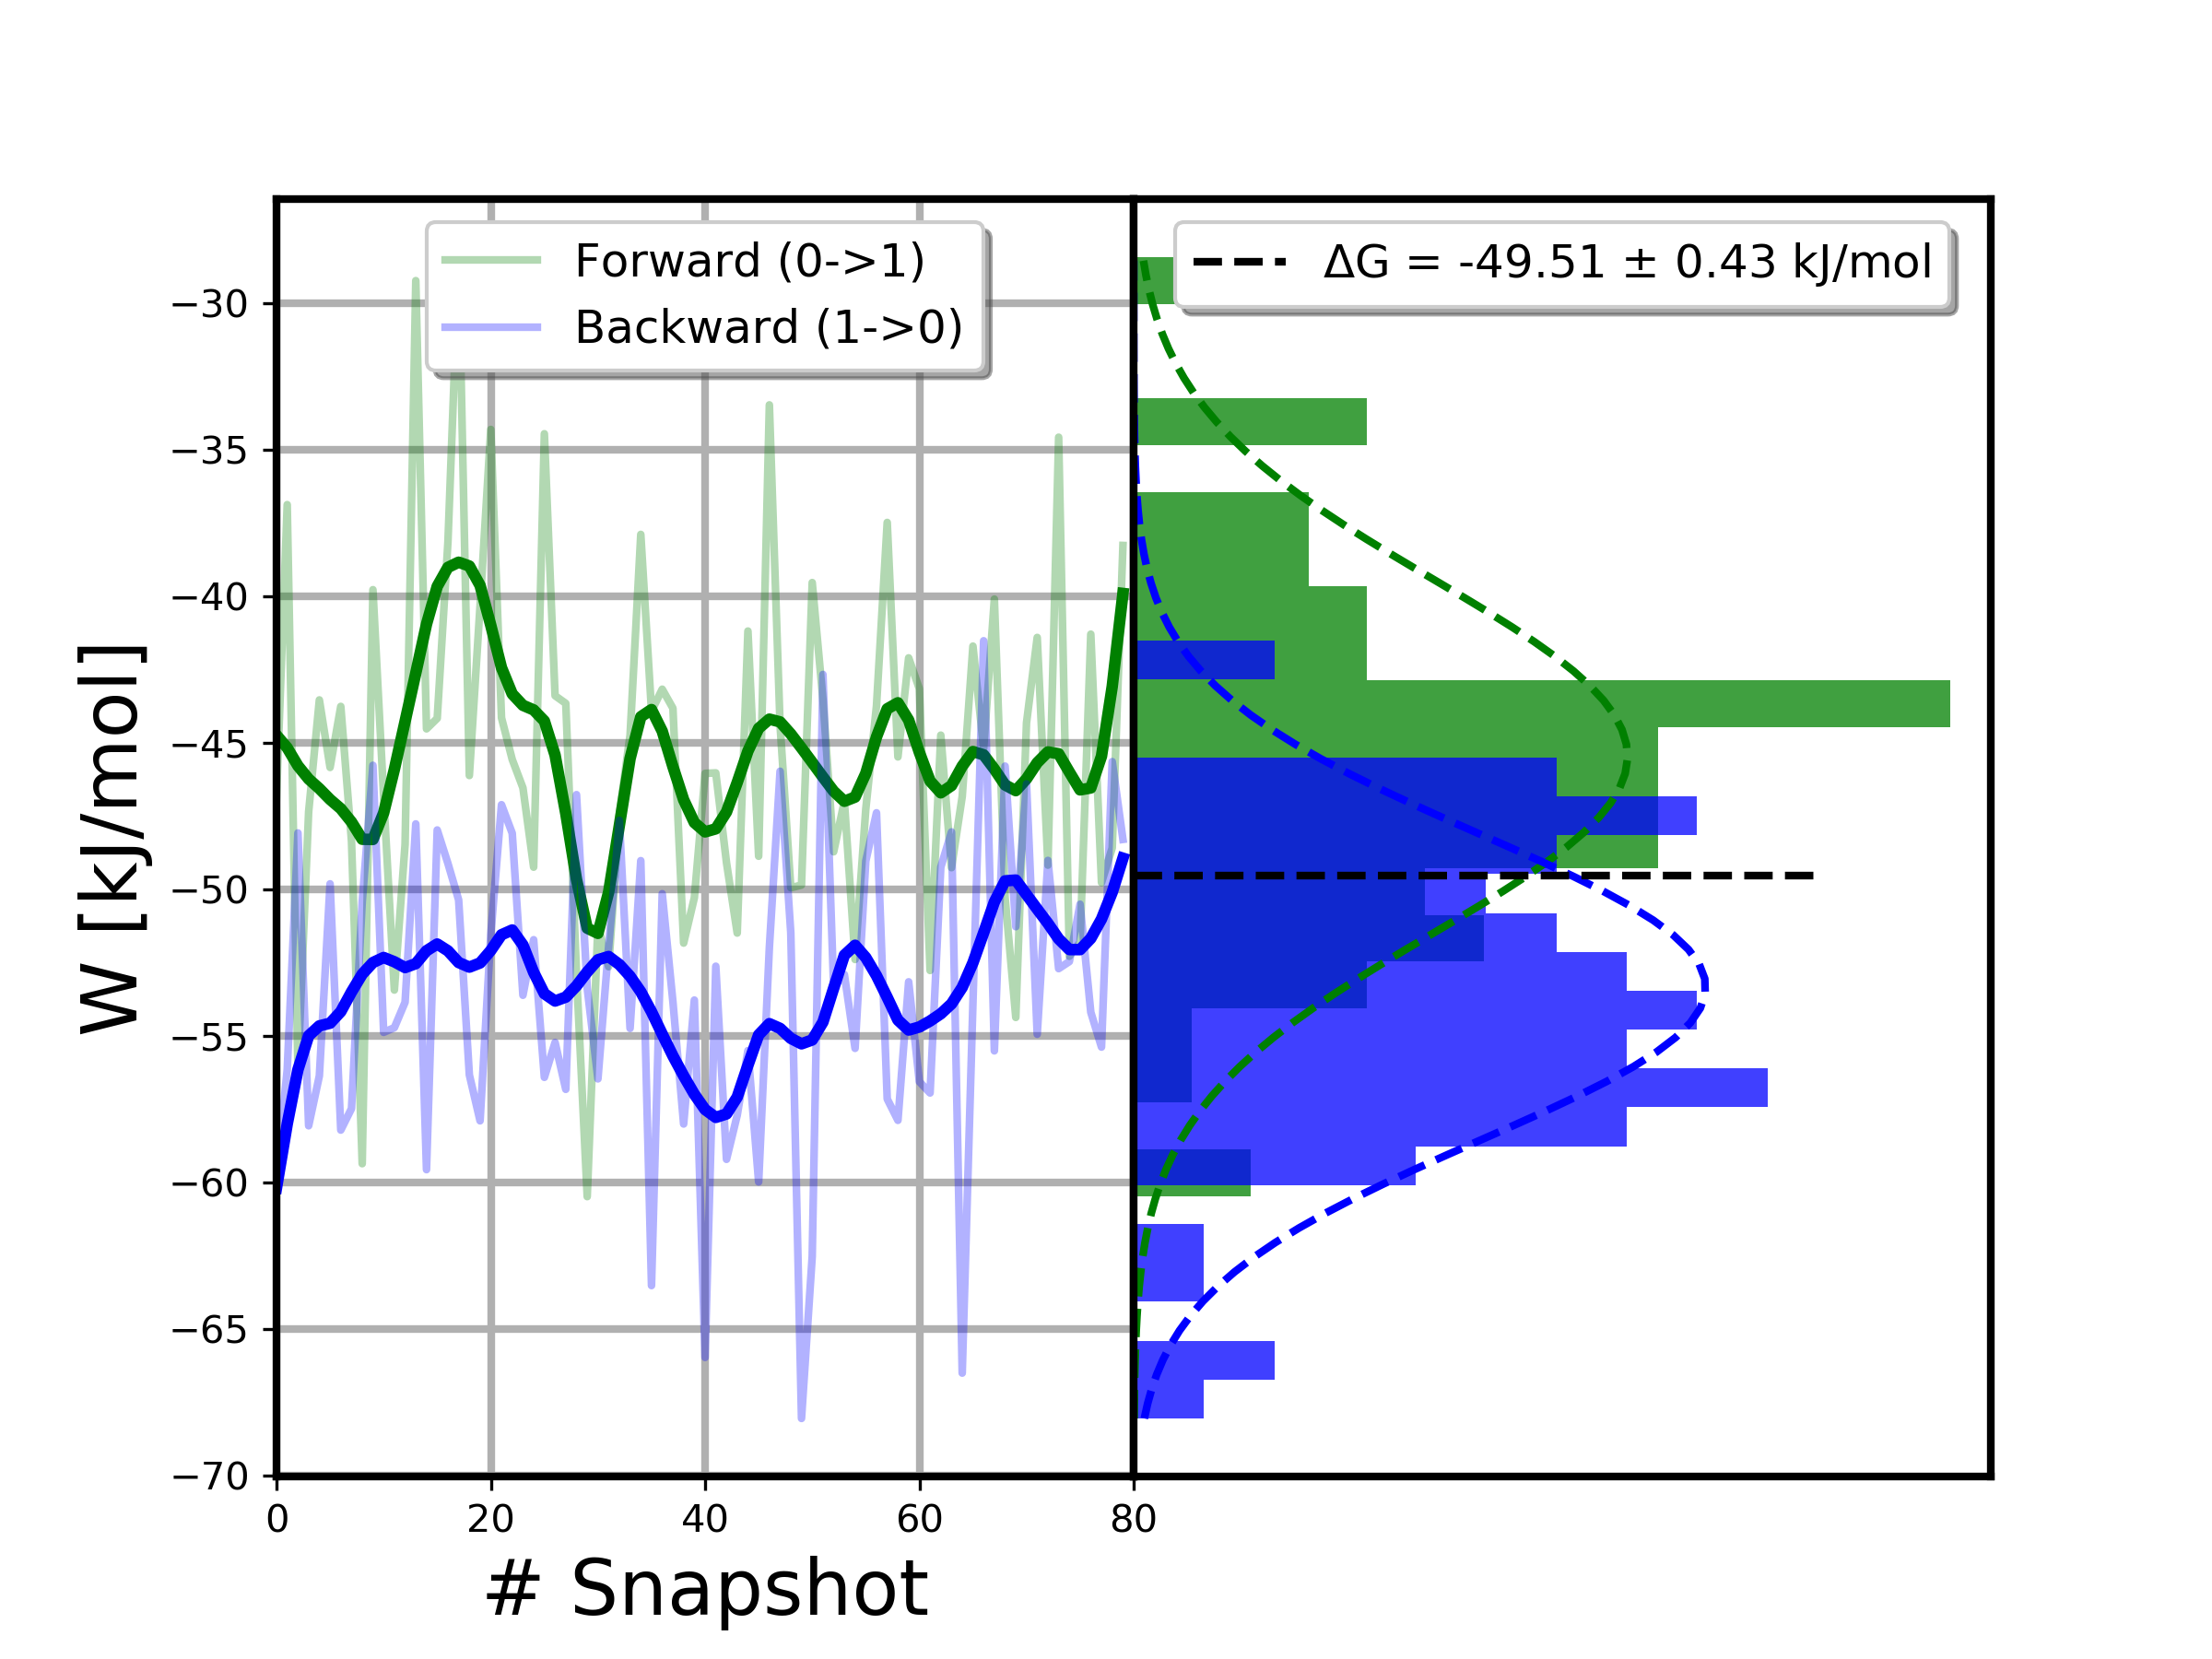 Forward (0->1)
Backward (1->0)
ΔG = -49.51 ± 0.43 kJ/mol
W [kJ/mol]
−30
−35
−40
−45
−50
−55
−60
−65
−70
0 20 40 60 80
# Snapshot